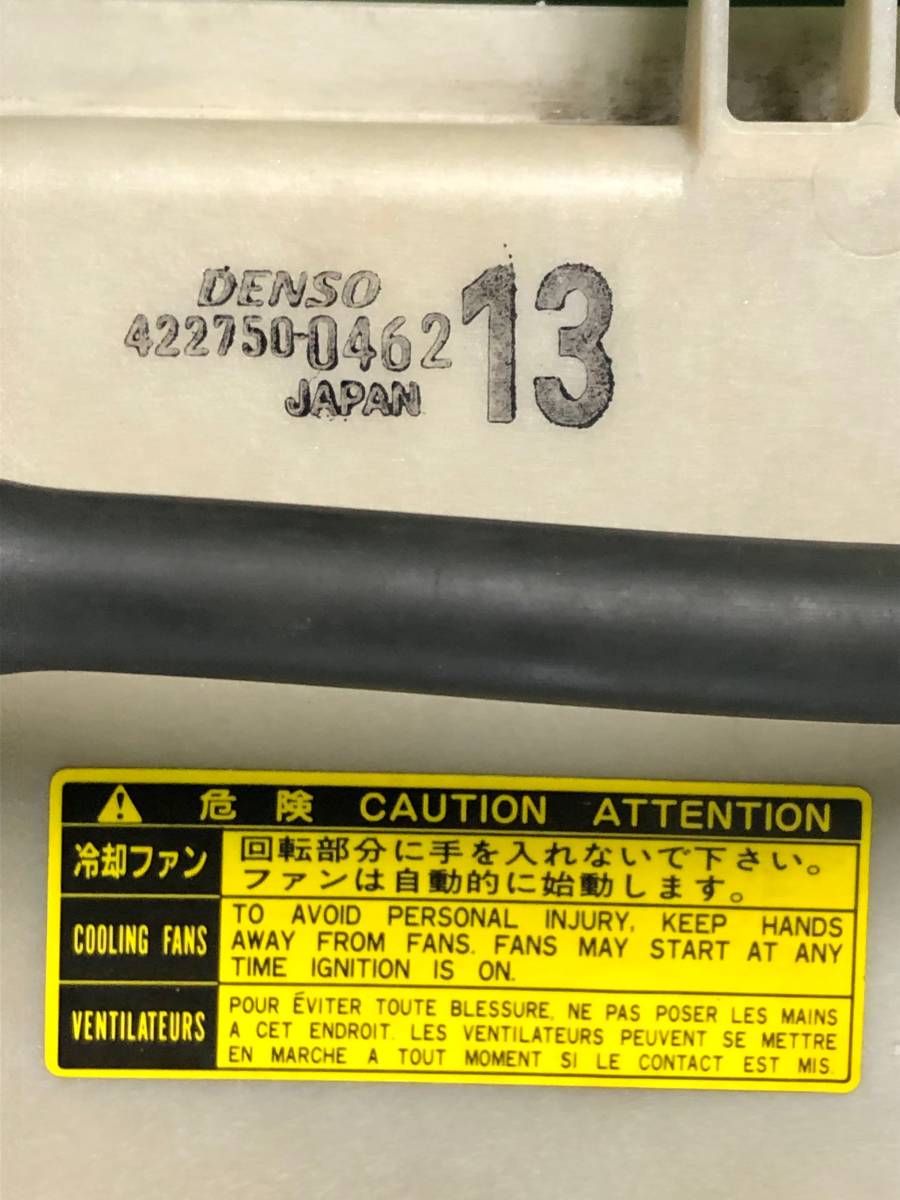 DENSO
422750-0462
JAPAN
13
危険 CAUTION ATTENTION
冷却ファン
回転部分に手を入れないで下さい。
ファンは自動的に始動します。
COOLING FANS
TO AVOID PERSONAL INJURY, KEEP HANDS
AWAY FROM FANS. FANS MAY START AT ANY
TIME IGNITION IS ON.
VENTILATEURS
POUR ÉVITER TOUTE BLESSURE, NE PAS POSER LES MAINS
A CET ENDROIT. LES VENTILATEURS PEUVENT SE METTRE
EN MARCHE A TOUT MOMENT SI LE CONTACT EST MIS.